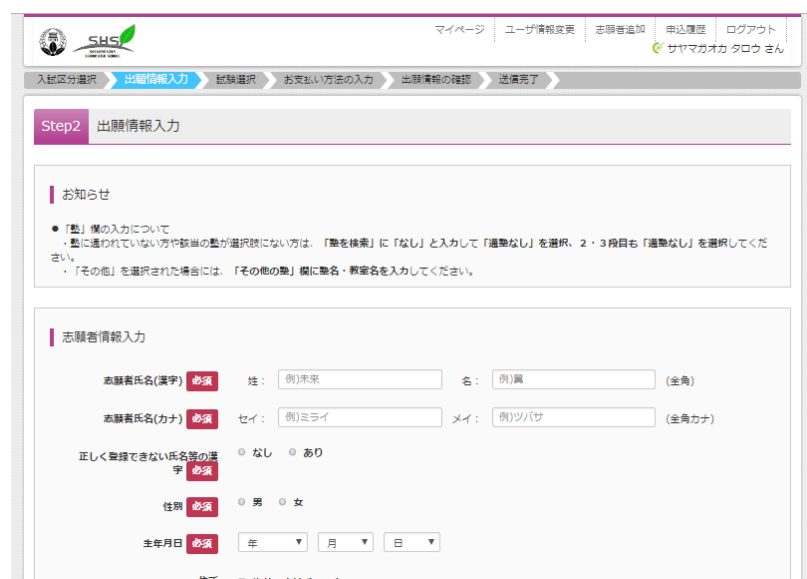 マイページ ユーザ情報変更 志願者追加 申込履歴 ログアウト
SHS
サヤマガオカ タロウ さん
入試区分選択 出願情報入力 試験選択 お支払い方法の入力 出願情報の確認 送信完了
Step2 出願情報入力
お知らせ
●「塾」欄の入力について
・塾に通われていない方や該当の塾が選択肢にない方は、「塾を検索」に「なし」と入力して「通塾なし」を選択、2・3段目も「通塾なし」を選択してくだ
さい。
・「その他」を選択された場合には、「その他の塾」欄に塾名・教室名を入力してください。
志願者情報入力
志願者氏名(漢字) 必須 姓: 例)未来 名: 例)翼 (全角)
志願者氏名(カナ) 必須 セイ: 例)ミライ メイ: 例)ツバサ (全角カナ)
正しく登録できない氏名等の漢
字 必須 なし あり
性別 必須 男 女
生年月日 必須 年 月 日